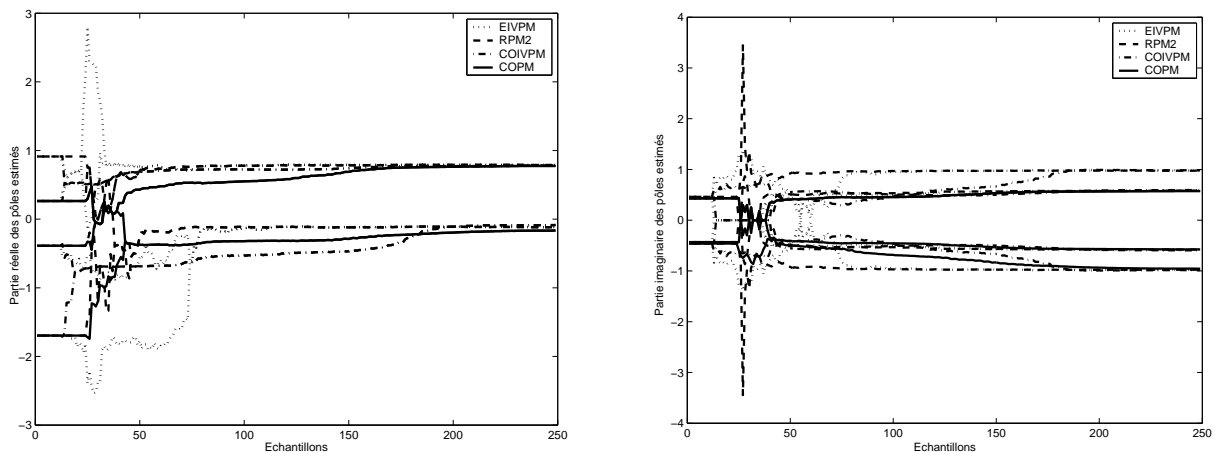 3
2
1
0
−1
−2
−3
0
50
100
150
200
250
Partie réelle des pôles estimés
Echantillons
EIVPM
RPM2
COIVPM
COPM
4
3
2
1
0
−1
−2
−3
−4
0
50
100
150
200
250
Partie imaginaire des pôles estimés
Echantillons
EIVPM
RPM2
COIVPM
COPM